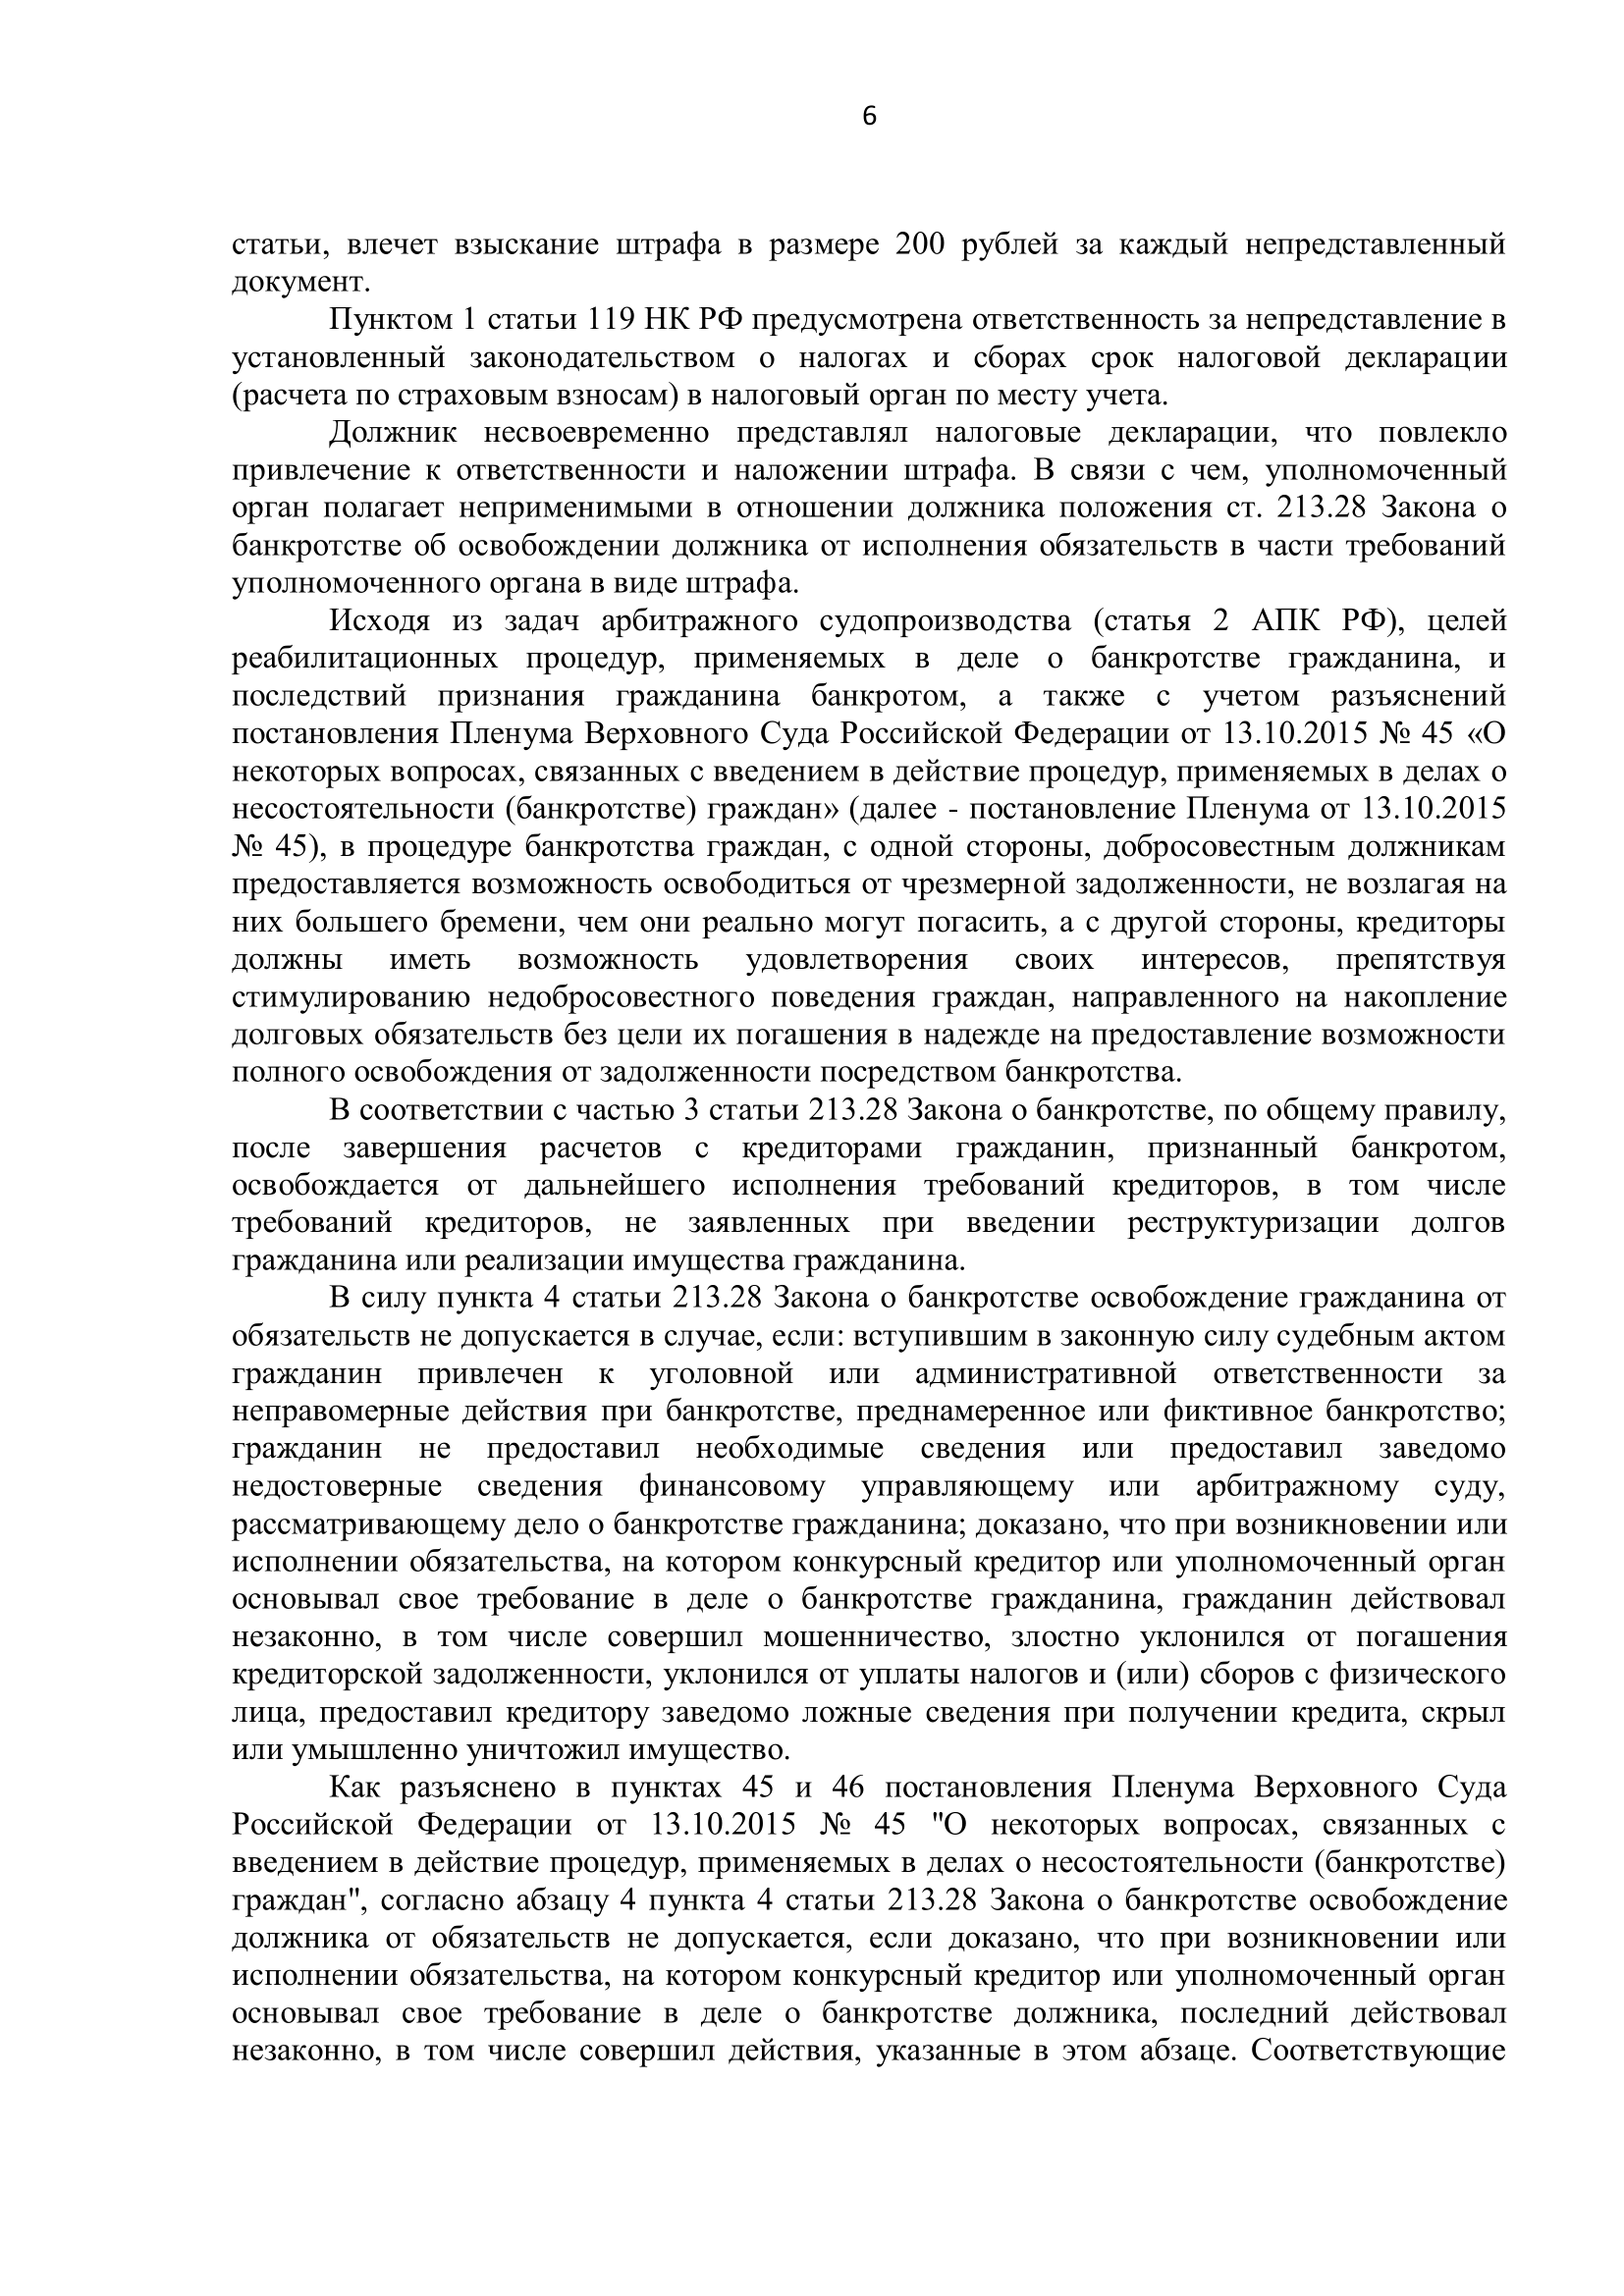 6
статьи, влечет взыскание штрафа в размере 200 рублей за каждый непредставленный
документ.
Пунктом 1 статьи 119 НК РФ предусмотрена ответственность за непредставление в
установленный законодательством о налогах и сборах срок налоговой декларации
(расчета по страховым взносам) в налоговый орган по месту учета.
Должник несвоевременно представлял налоговые декларации, что повлекло
привлечение к ответственности и наложении штрафа. В связи с чем, уполномоченный
орган полагает неприменимыми в отношении должника положения ст. 213.28 Закона о
банкротстве об освобождении должника от исполнения обязательств в части требований
уполномоченного органа в виде штрафа.
Исходя из задач арбитражного судопроизводства (статья 2 АПК РФ), целей
реабилитационных процедур, применяемых в деле о банкротстве гражданина, и
последствий признания гражданина банкротом, а также с учетом разъяснений
постановления Пленума Верховного Суда Российской Федерации от 13.10.2015 № 45 «О
некоторых вопросах, связанных с введением в действие процедур, применяемых в делах о
несостоятельности (банкротстве) граждан» (далее - постановление Пленума от 13.10.2015
№ 45), в процедуре банкротства граждан, с одной стороны, добросовестным должникам
предоставляется возможность освободиться от чрезмерной задолженности, не возлагая на
них большего бремени, чем они реально могут погасить, а с другой стороны, кредиторы
должны иметь возможность удовлетворения своих интересов, препятствуя
стимулированию недобросовестного поведения граждан, направленного на накопление
долговых обязательств без цели их погашения в надежде на предоставление возможности
полного освобождения от задолженности посредством банкротства.
В соответствии с частью 3 статьи 213.28 Закона о банкротстве, по общему правилу,
после завершения расчетов с кредиторами гражданин, признанный банкротом,
освобождается от дальнейшего исполнения требований кредиторов, в том числе
требований кредиторов, не заявленных при введении реструктуризации долгов
гражданина или реализации имущества гражданина.
В силу пункта 4 статьи 213.28 Закона о банкротстве освобождение гражданина от
обязательств не допускается в случае, если: вступившим в законную силу судебным актом
гражданин привлечен к уголовной или административной ответственности за
неправомерные действия при банкротстве, преднамеренное или фиктивное банкротство;
гражданин не предоставил необходимые сведения или предоставил заведомо
недостоверные сведения финансовому управляющему или арбитражному суду,
рассматривающему дело о банкротстве гражданина; доказано, что при возникновении или
исполнении обязательства, на котором конкурсный кредитор или уполномоченный орган
основывал свое требование в деле о банкротстве гражданина, гражданин действовал
незаконно, в том числе совершил мошенничество, злостно уклонился от погашения
кредиторской задолженности, уклонился от уплаты налогов и (или) сборов с физического
лица, предоставил кредитору заведомо ложные сведения при получении кредита, скрыл
или умышленно уничтожил имущество.
Как разъяснено в пунктах 45 и 46 постановления Пленума Верховного Суда
Российской Федерации от 13.10.2015 № 45 "О некоторых вопросах, связанных с
введением в действие процедур, применяемых в делах о несостоятельности (банкротстве)
граждан", согласно абзацу 4 пункта 4 статьи 213.28 Закона о банкротстве освобождение
должника от обязательств не допускается, если доказано, что при возникновении или
исполнении обязательства, на котором конкурсный кредитор или уполномоченный орган
основывал свое требование в деле о банкротстве должника, последний действовал
незаконно, в том числе совершил действия, указанные в этом абзаце. Соответствующие